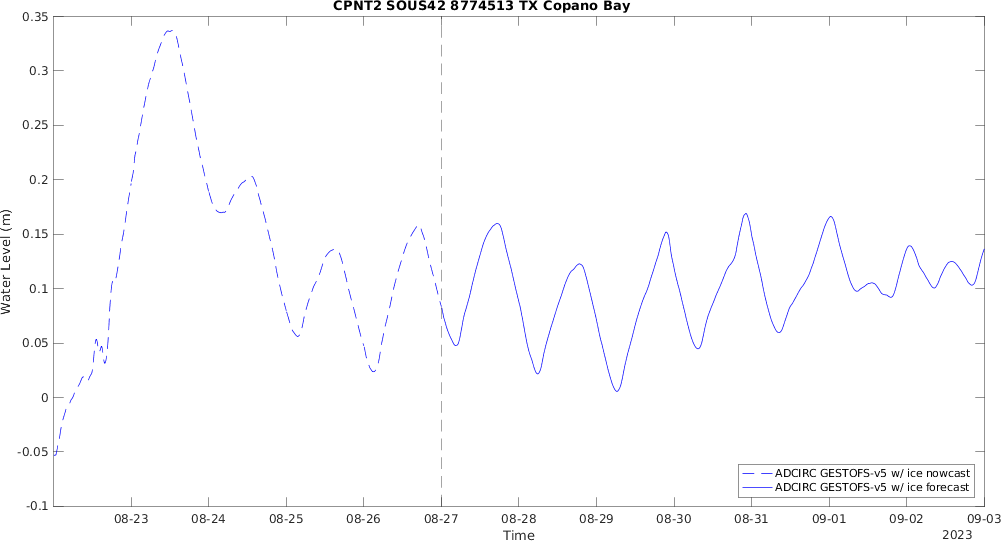 CPNT2 SOUS42 8774513 TX Copano Bay
0.35
0.3
0.25
0.2
0.15
0.1
0.05
0
-0.05
-0.1
Water Level (m)
ADCIRC GESTOFS-v5 w/ ice nowcast
ADCIRC GESTOFS-v5 w/ ice forecast
08-23 08-24 08-25 08-26 08-27 08-28 08-29 08-30 08-31 09-01 09-02 09-03
Time
2023